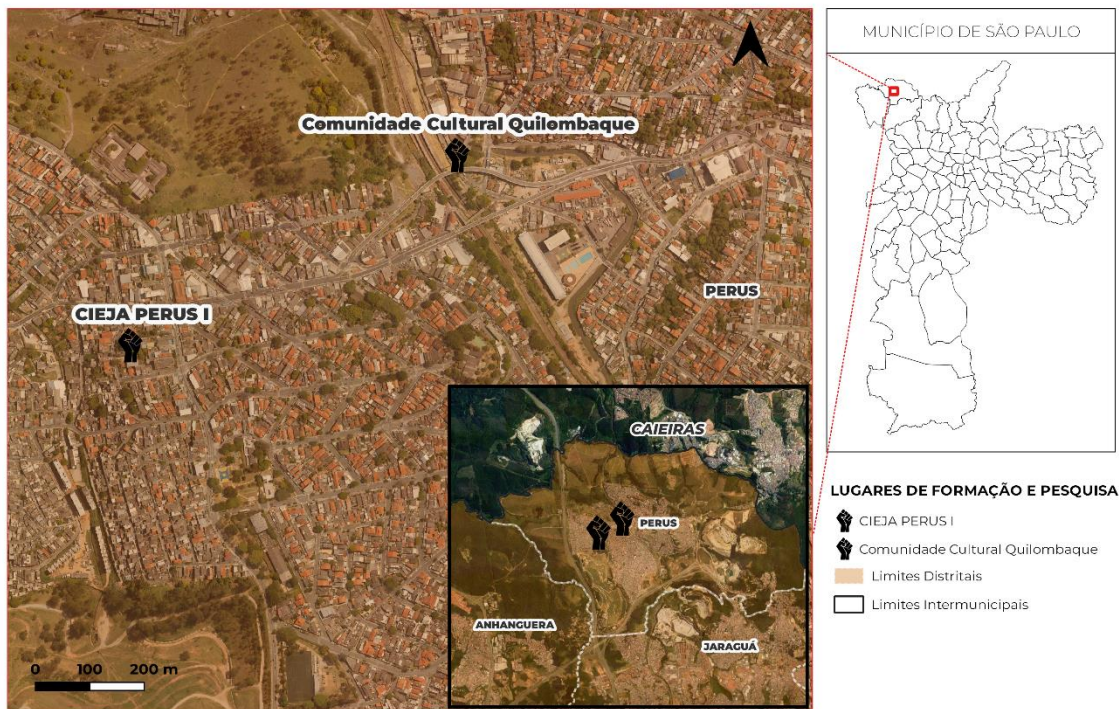 Comunidade Cultural Quilombaque
CIEJA PERUS I
PERUS
0 100 200 m
CAIEIRAS
PERUS
ANHANGUERA
JARAGUÁ
MUNICÍPIO DE SÃO PAULO
LUGARES DE FORMAÇÃO E PESQUISA
CIEJA PERUS I
Comunidade Cultural Quilombaque
Limites Distritais
Limites Intermunicipais